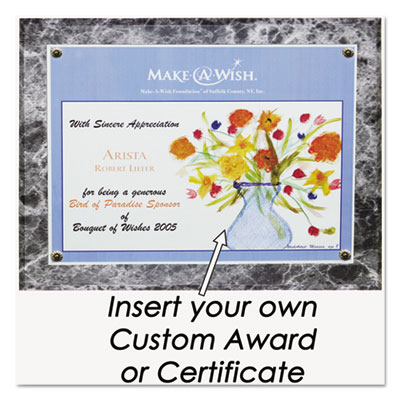 MAKE-A-WISH.
Make-A-Wish Foundation® of Suffolk County, NY, Inc.
With Sincere Appreciation
ARISTA
ROBERT LIEFER
for being a generous
Bird of Paradise Sponsor
of
Bouquet of Wishes 2005
Insert your own
Custom Award
or Certificate